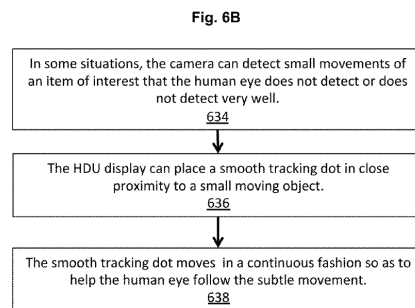 Fig. 6B
In some situations, the camera can detect small movements of
an item of interest that the human eye does not detect or does
not detect very well.
634
The HDU display can place a smooth tracking dot in close
proximity to a small moving object.
636
The smooth tracking dot moves in a continuous fashion so as to
help the human eye follow the subtle movement.
638